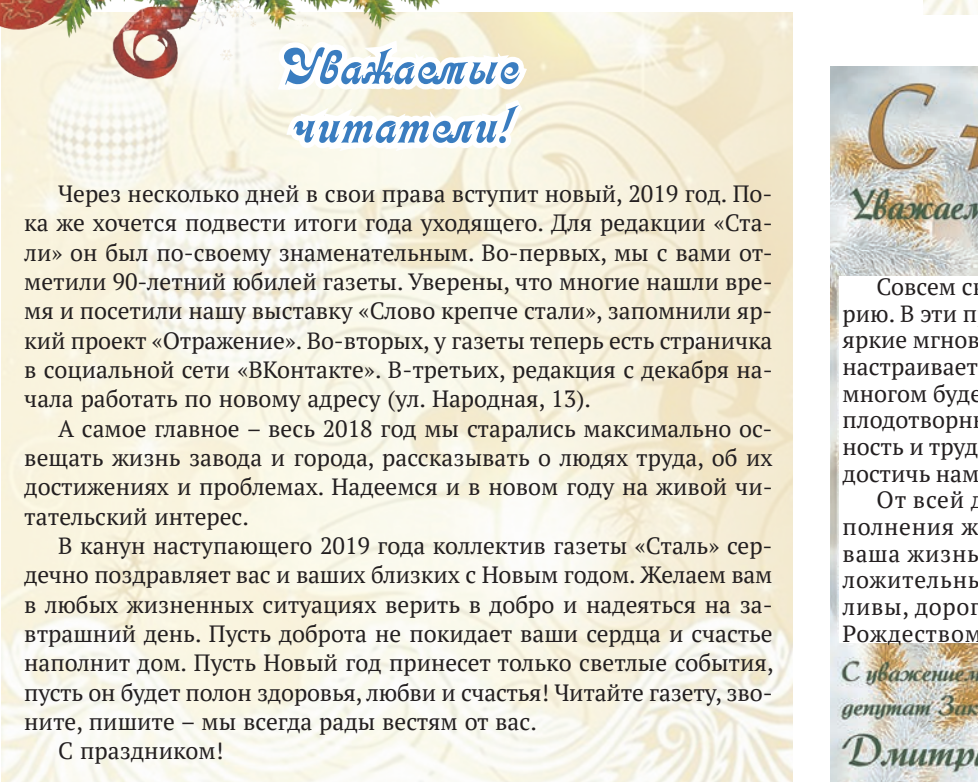 Уважаемые
читатели!
Через несколько дней в свои права вступит новый, 2019 год. По-
ка же хочется подвести итоги года уходящего. Для редакции «Ста-
ли» он был по-своему знаменательным. Во-первых, мы с вами от-
метили 90-летний юбилей газеты. Уверены, что многие нашли вре-
мя и посетили нашу выставку «Слово крепче стали», запомнили яр-
кий проект «Отражение». Во-вторых, у газеты теперь есть страничка
в социальной сети «ВКонтакте». В-третьих, редакция с декабря на-
чала работать по новому адресу (ул. Народная, 13).
А самое главное – весь 2018 год мы старались максимально ос-
вещать жизнь завода и города, рассказывать о людях труда, об их
достижениях и проблемах. Надеемся и в новом году на живой чи-
тательский интерес.
В канун наступающего 2019 года коллектив газеты «Сталь» сер-
дечно поздравляет вас и ваших близких с Новым годом. Желаем вам
в любых жизненных ситуациях верить в добро и надеяться на за-
втрашний день. Пусть доброта не покидает ваши сердца и счастье
наполнит дом. Пусть Новый год принесет только светлые события,
пусть он будет полон здоровья, любви и счастья! Читайте газету, зво-
ните, пишите – мы всегда рады вестям от вас.
С праздником!
С
Уважаем
Совсем ск
рию. В эти п
яркие мгнов
настраивает
многом буде
плодотворн
ность и труд
достичь нам
От всей д
полнения ж
ваша жизнь
ложительн
ливы, дорог
Рождеством
С уважением
депутат Зак
Дмитр